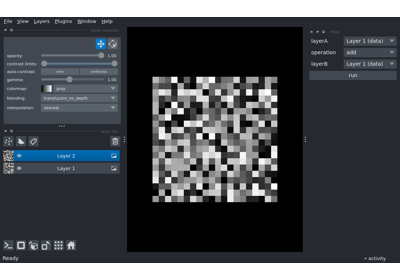 File View Layers Plugins Window Help
opacity: 1.00
contrast limits:
auto-contrast: once continuous
gamma: 1.00
colormap: gray
blending: translucent_no_depth
interpolation: nearest
Layer 2
Layer 1
layerA Layer 1 (data)
operation add
layerB Layer 1 (data)
run
Ready
activity